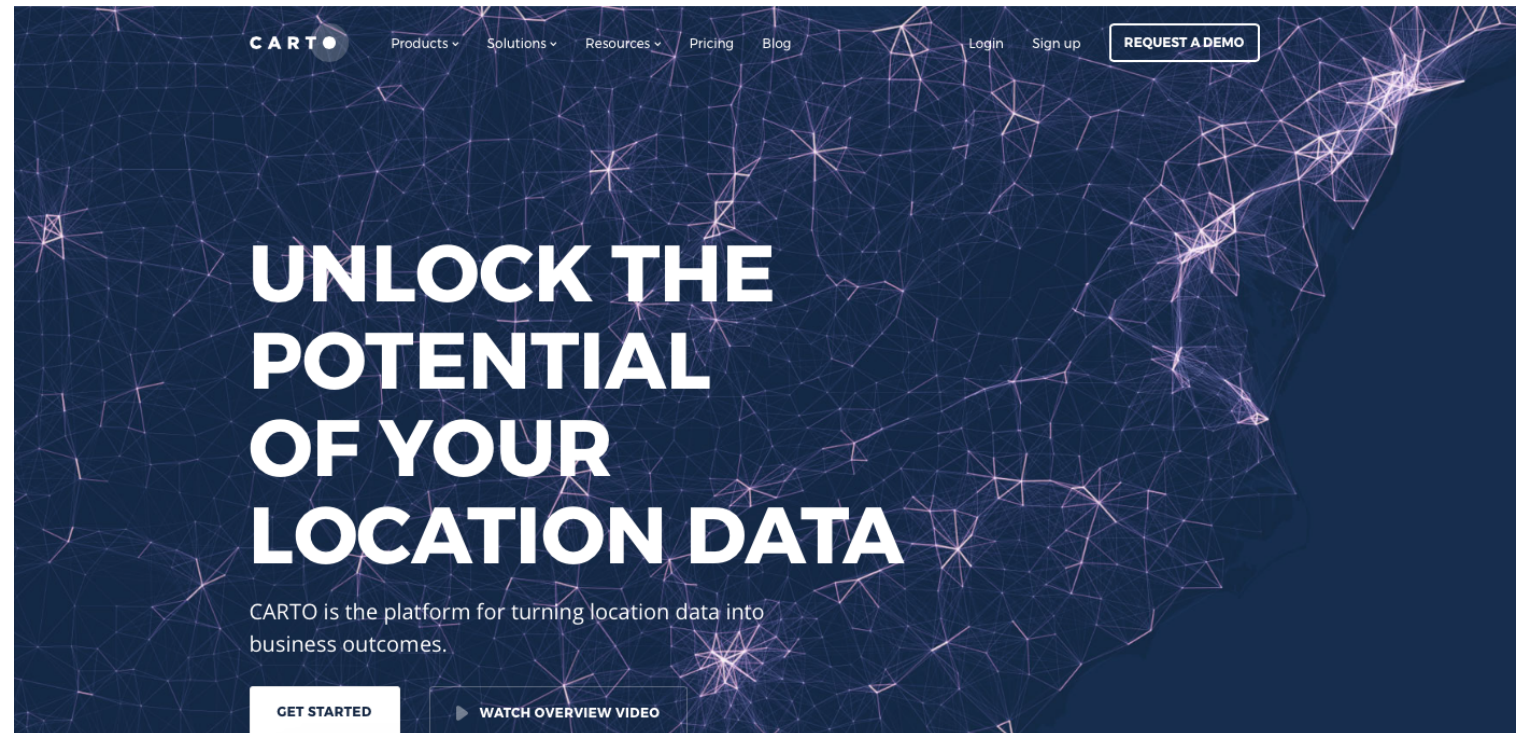 CARTO
Products
Solutions
Resources
Pricing
Blog
Login
Sign up
REQUEST A DEMO
UNLOCK THE
POTENTIAL
OF YOUR
LOCATION DATA
CARTO is the platform for turning location data into
business outcomes.
GET STARTED
WATCH OVERVIEW VIDEO